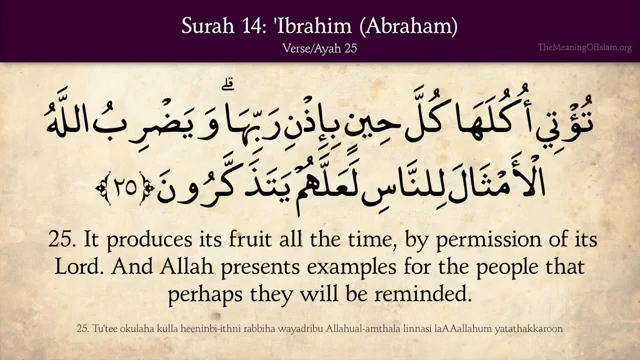 Surah 14: 'Ibrahim (Abraham)
Verse/Ayah 25
TheMeaningOfIslam.org
تُؤْتِي أُكُلَهَا كُلَّ حِينٍ بِإِذْنِ رَبِّهَا ۗ وَيَضْرِبُ اللَّهُ
الْأَمْثَالَ لِلنَّاسِ لَعَلَّهُمْ يَتَذَكَّرُونَ ﴿٢٥﴾
25. It produces its fruit all the time, by permission of its
Lord. And Allah presents examples for the people that
perhaps they will be reminded.
25. Tu'tee okulaha kulla heeninbi-ithni rabbiha wayadribu Allahual-amthala linnasi laAAallahum yatathakkaroon